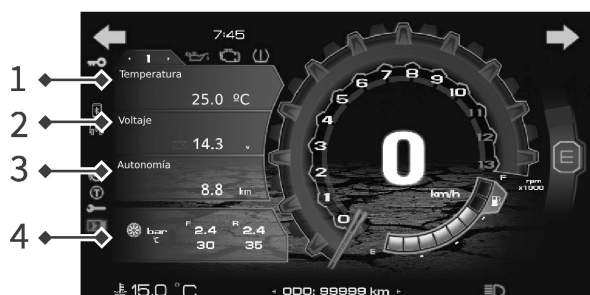 7:45
1
1 Temperatura
25.0 ºC
2 Voltaje
14.3 v
3 Autonomía
8.8 km
4
bar
°C
F 2.4 R 2.4
30 35
0 1 2 3 4 5 6 7 8 9 10 11 12 13
rpm
x1000
0
km/h
F
E
E
15.0 °C
ODO: 99999 km